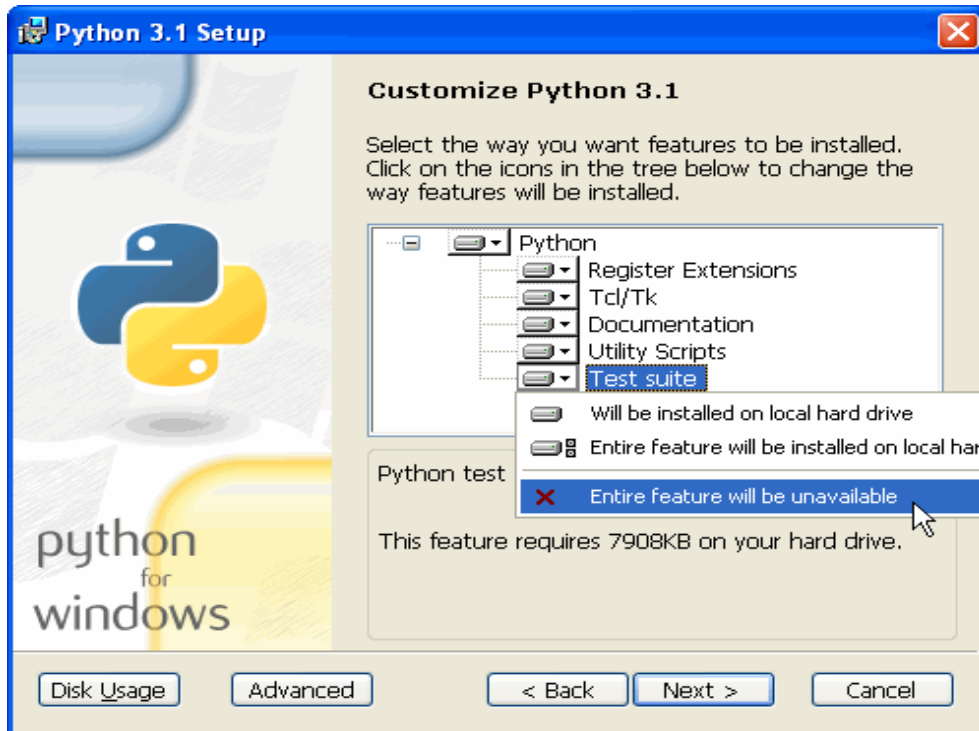 Python 3.1 Setup
Customize Python 3.1
Select the way you want features to be installed.
Click on the icons in the tree below to change the
way features will be installed.
Python
Register Extensions
Tcl/Tk
Documentation
Utility Scripts
Test suite
Will be installed on local hard drive
Entire feature will be installed on local har
Entire feature will be unavailable
Python test
This feature requires 7908KB on your hard drive.
python
for
windows
Disk Usage
Advanced
< Back
Next >
Cancel